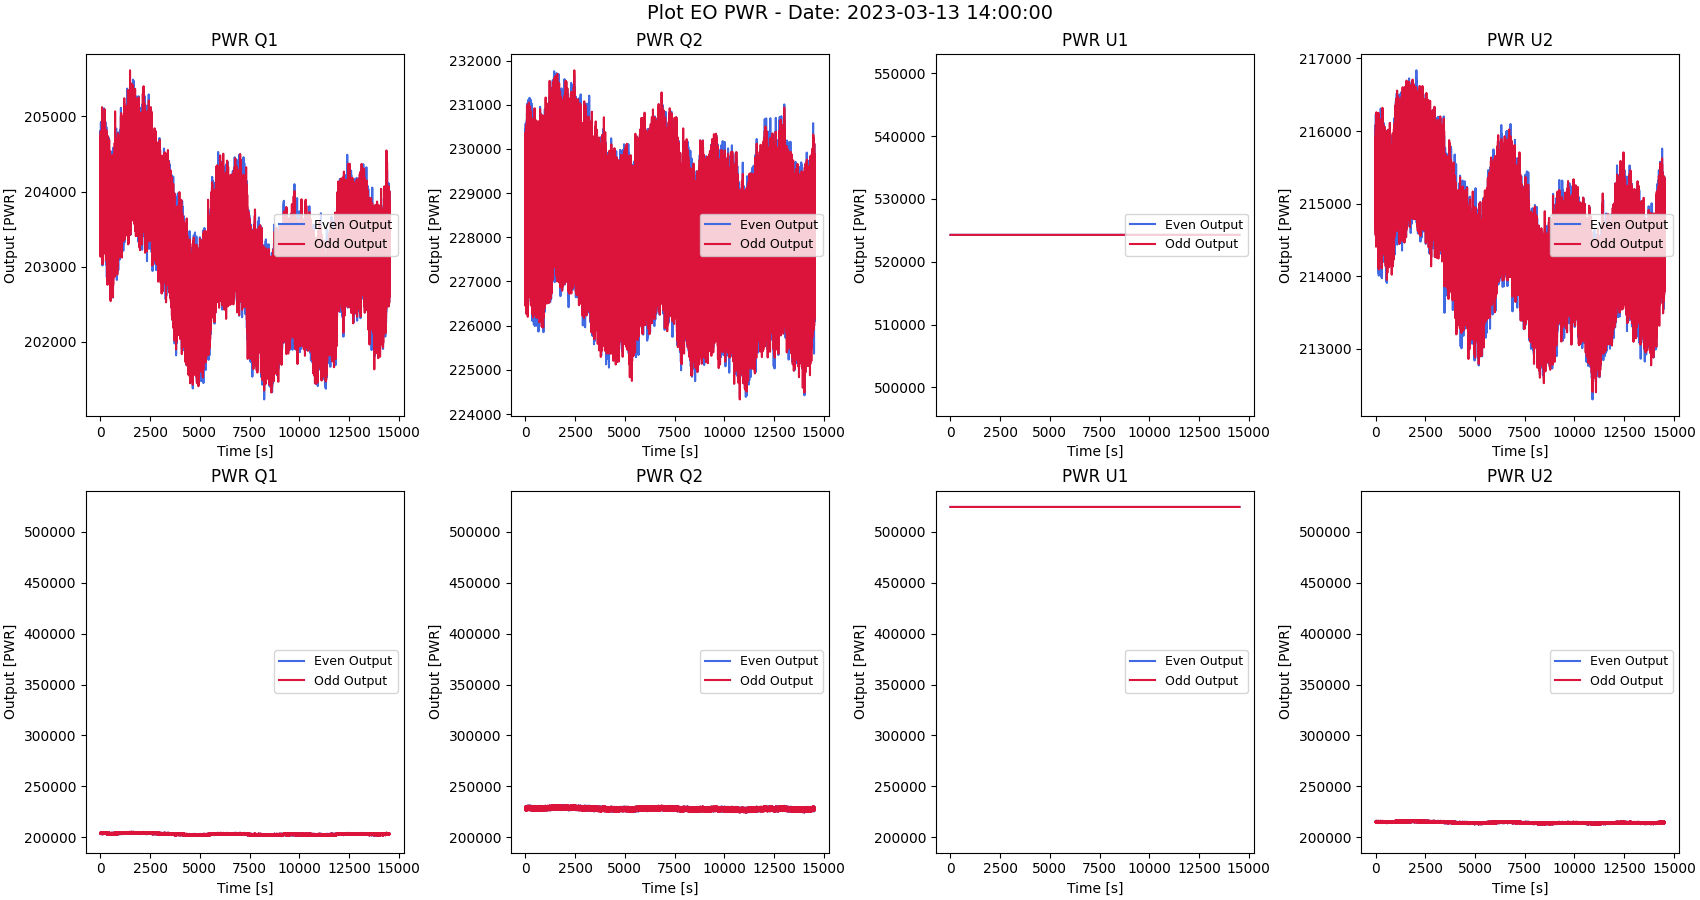 Plot EO PWR - Date: 2023-03-13 14:00:00
PWR Q1
Output [PWR]
205000
204000
203000
202000
0 2500 5000 7500 10000 12500 15000
Time [s]
Even Output
Odd Output
PWR Q2
Output [PWR]
232000
231000
230000
229000
228000
227000
226000
225000
224000
0 2500 5000 7500 10000 12500 15000
Time [s]
Even Output
Odd Output
PWR U1
Output [PWR]
550000
540000
530000
520000
510000
500000
0 2500 5000 7500 10000 12500 15000
Time [s]
Even Output
Odd Output
PWR U2
Output [PWR]
217000
216000
215000
214000
213000
0 2500 5000 7500 10000 12500 15000
Time [s]
Even Output
Odd Output
PWR Q1
Output [PWR]
500000
450000
400000
350000
300000
250000
200000
0 2500 5000 7500 10000 12500 15000
Time [s]
Even Output
Odd Output
PWR Q2
Output [PWR]
500000
450000
400000
350000
300000
250000
200000
0 2500 5000 7500 10000 12500 15000
Time [s]
Even Output
Odd Output
PWR U1
Output [PWR]
500000
450000
400000
350000
300000
250000
200000
0 2500 5000 7500 10000 12500 15000
Time [s]
Even Output
Odd Output
PWR U2
Output [PWR]
500000
450000
400000
350000
300000
250000
200000
0 2500 5000 7500 10000 12500 15000
Time [s]
Even Output
Odd Output